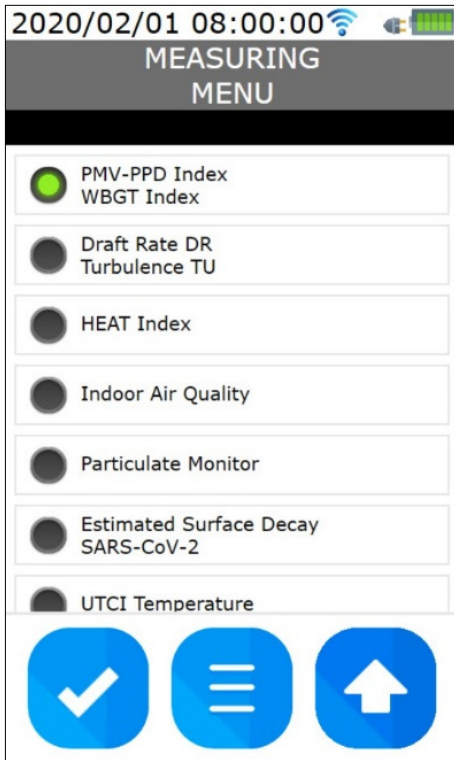 2020/02/01 08:00:00
MEASURING
MENU
PMV-PPD Index
WBGT Index
Draft Rate DR
Turbulence TU
HEAT Index
Indoor Air Quality
Particulate Monitor
Estimated Surface Decay
SARS-CoV-2
UTCI Temperature